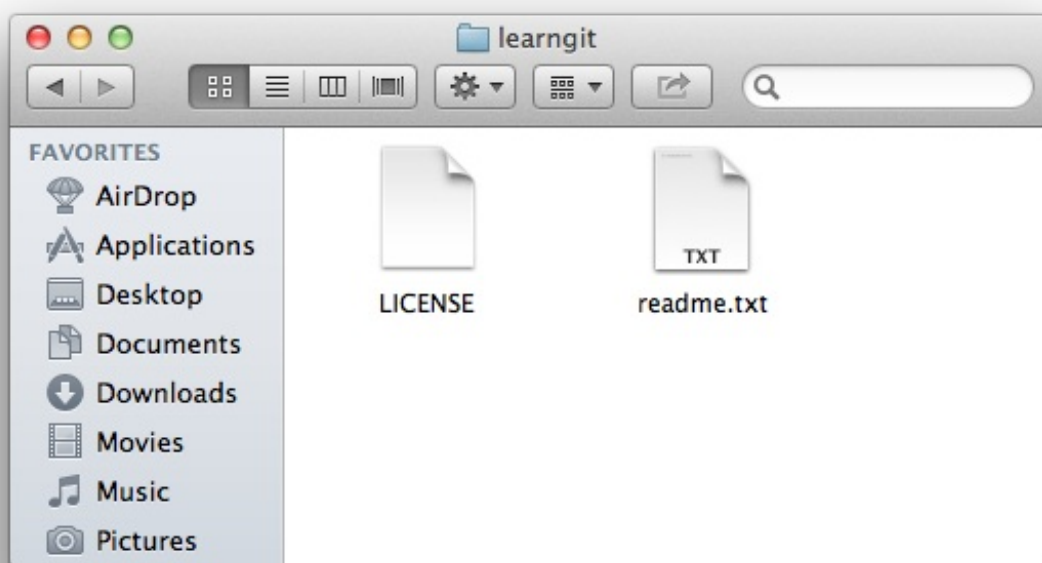 learngit
FAVORITES
AirDrop
Applications
Desktop
Documents
Downloads
Movies
Music
Pictures
LICENSE
TXT
readme.txt